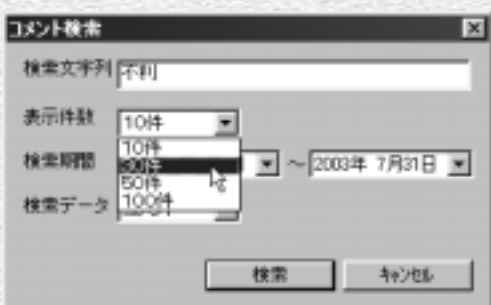 コメント検索
検索文字列 不利
表示件数 10件
10件
30件
検索期間 ～ 2003年 7月31日
50件
100件
検索データ
検索 キャンセル